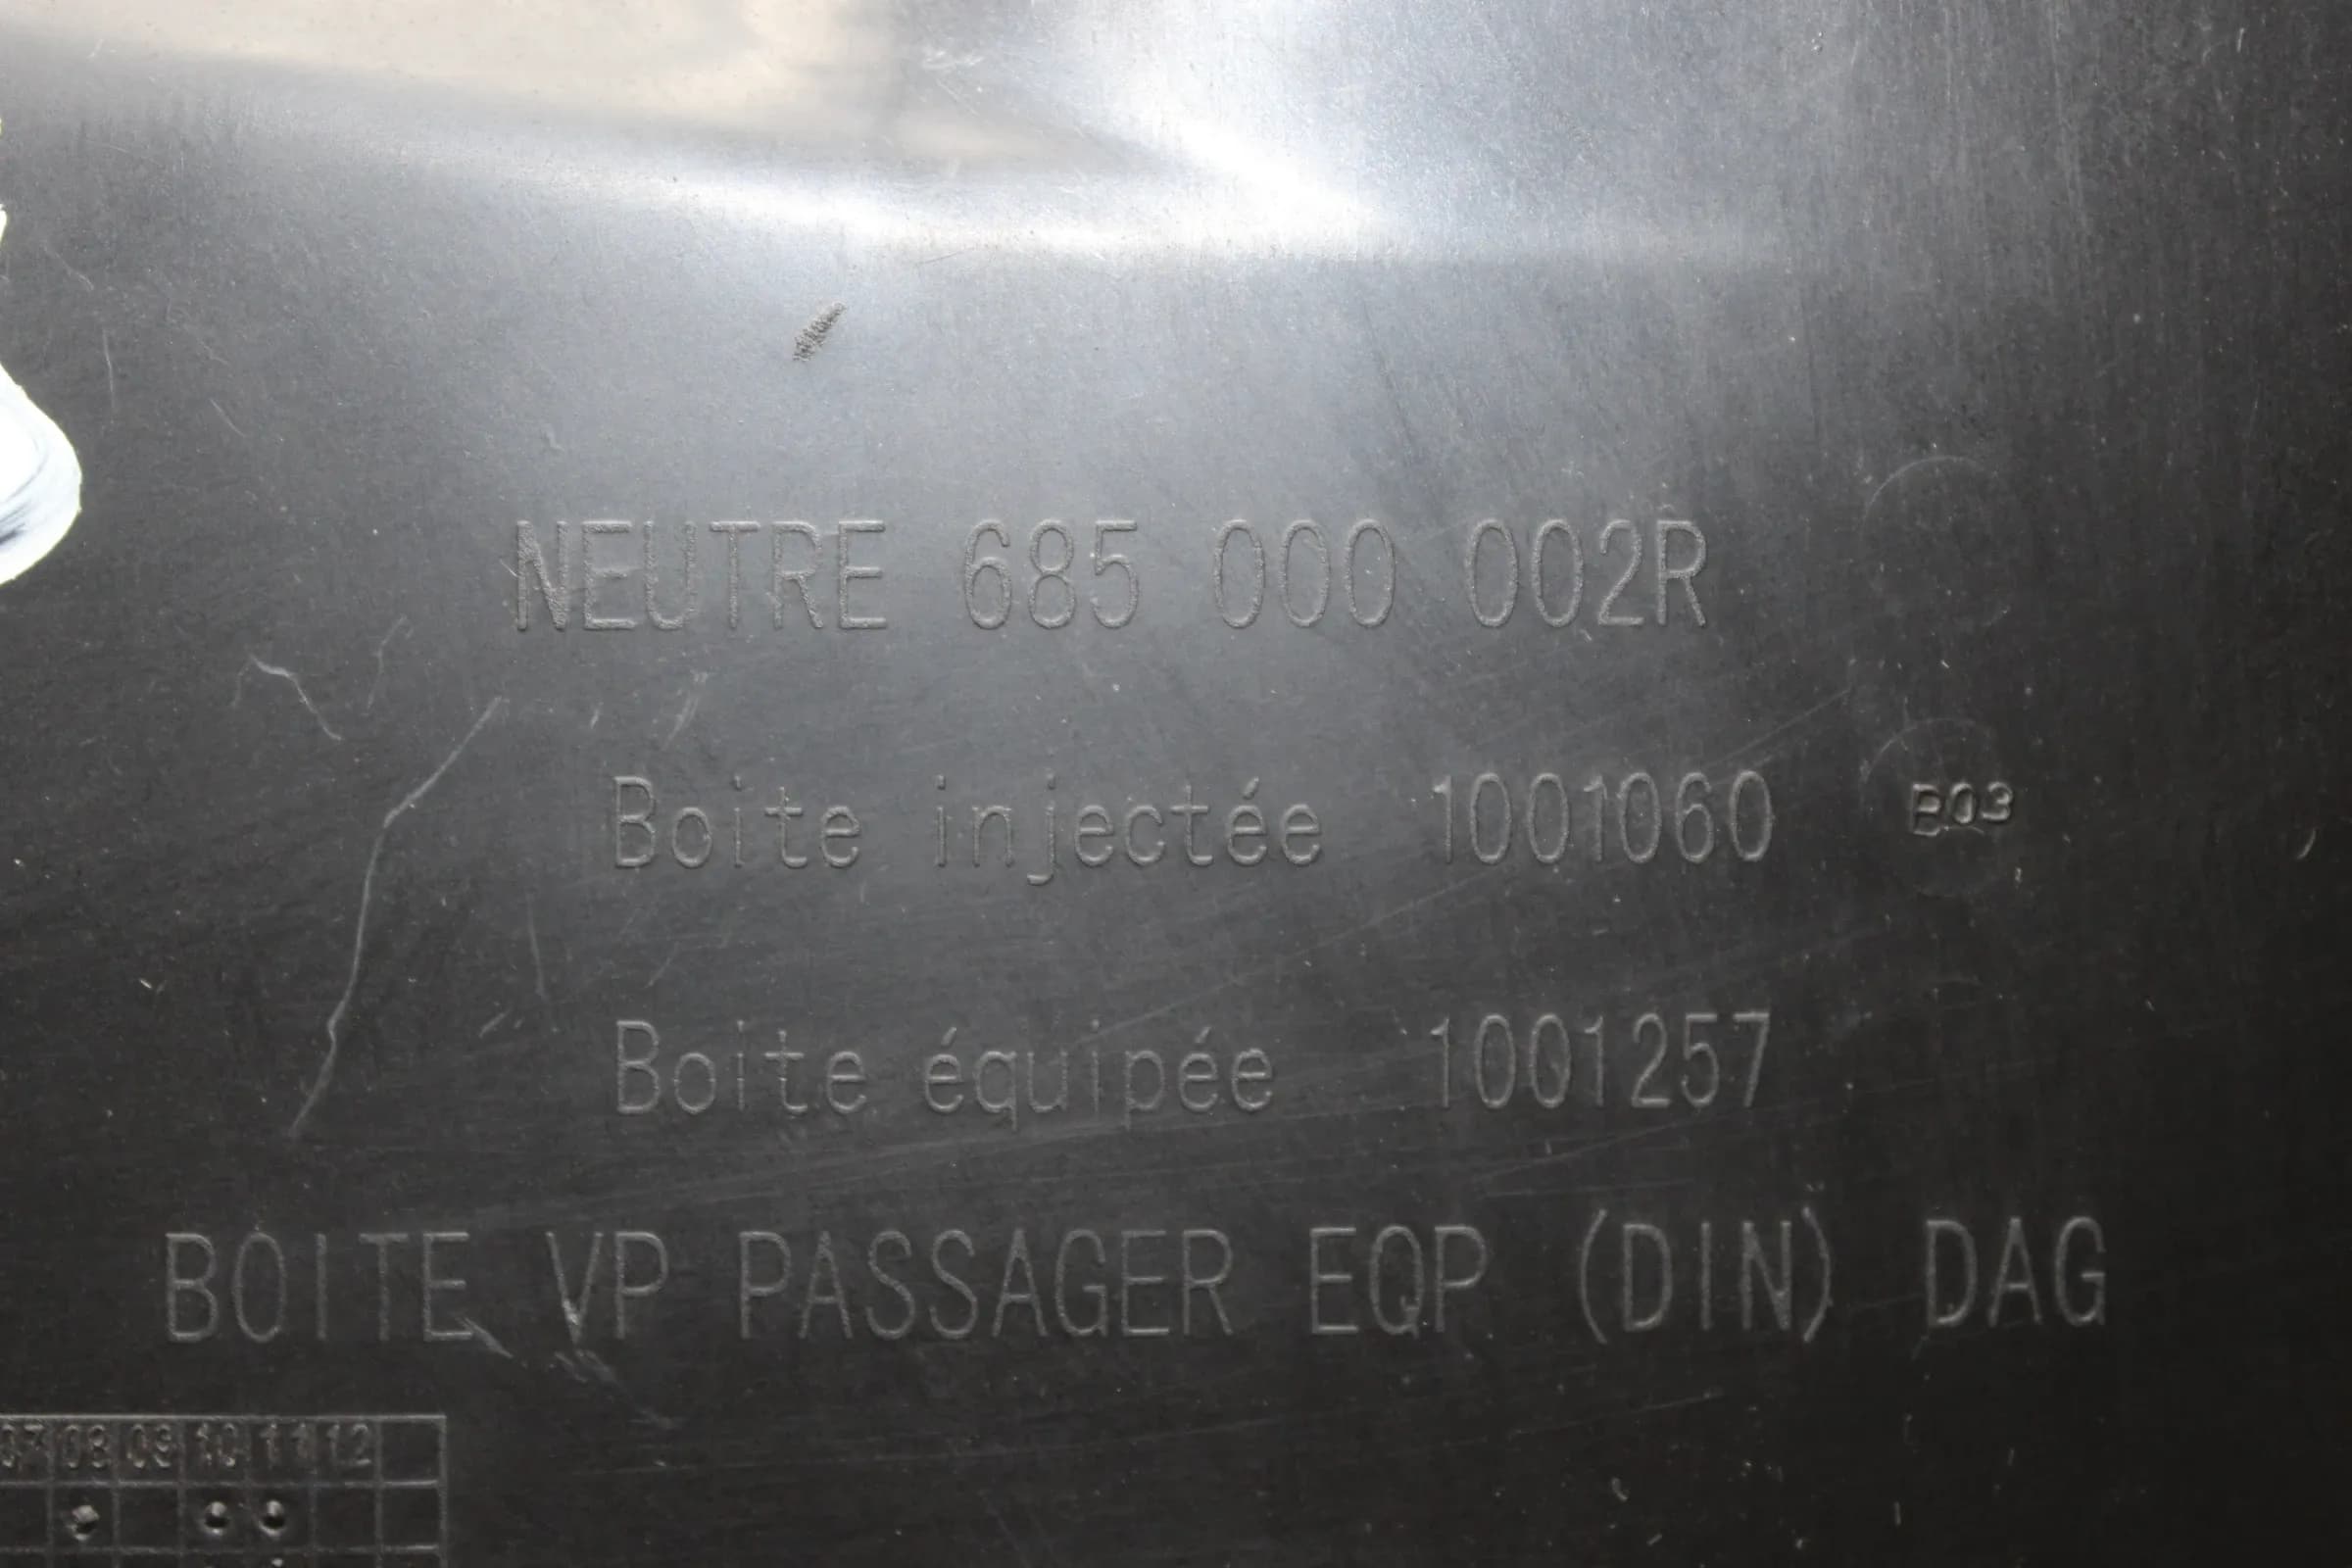 NEUTRE 685 000 002R
Boite injectée 1001060 B03
Boite équipée 1001257
BOITE VP PASSAGER EQP (DIN) DAG
07 08 09 10 11 12